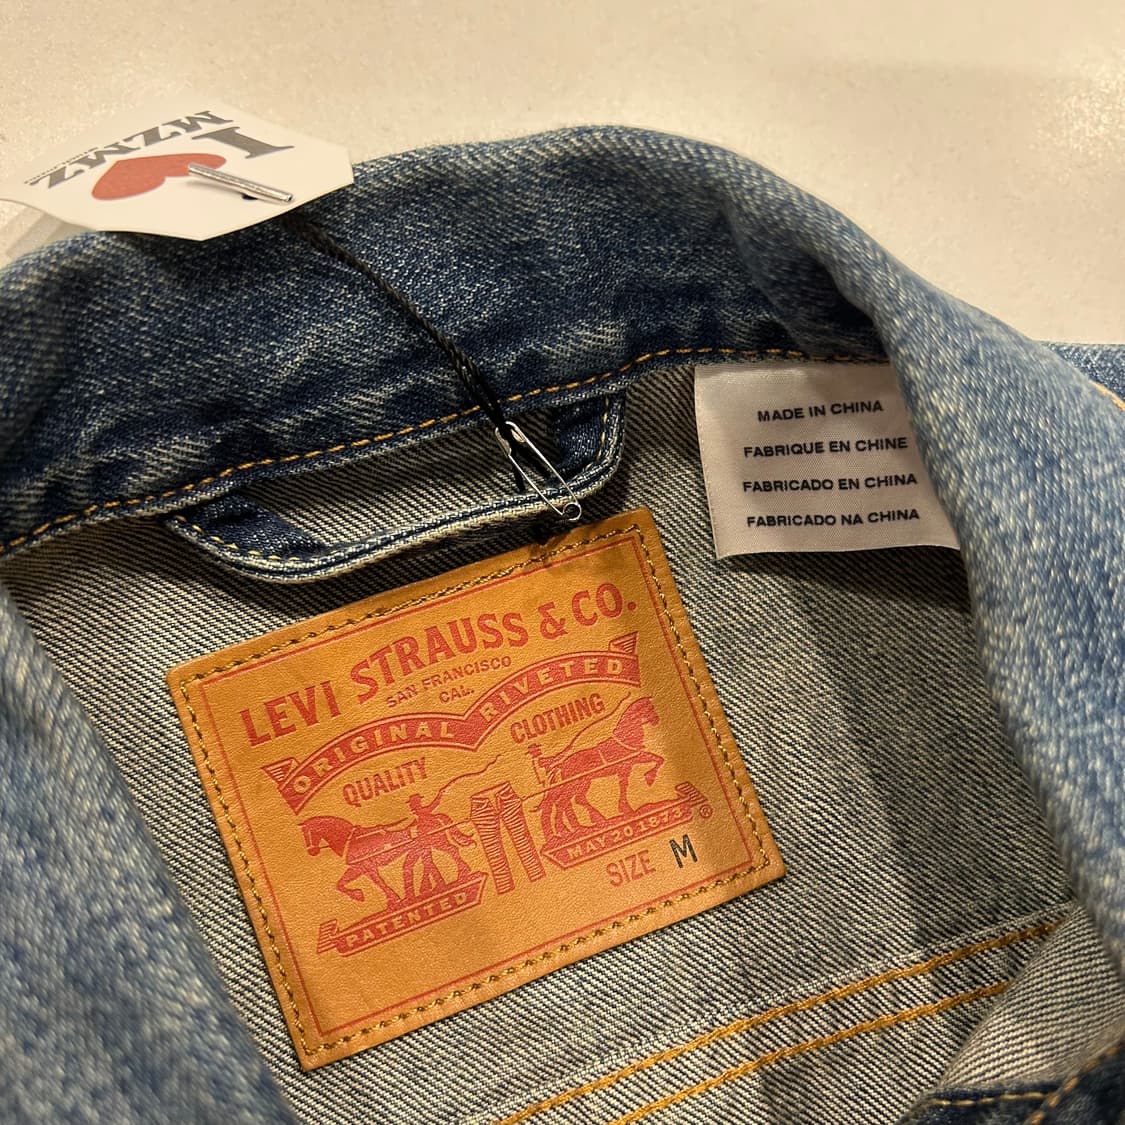 I
MZMZ
MADE IN CHINA
FABRIQUE EN CHINE
FABRICADO EN CHINA
FABRICADO NA CHINA
LEVI STRAUSS & CO.
SAN FRANCISCO
CAL.
ORIGINAL RIVETED
QUALITY CLOTHING
PATENTED
MAY 20 1873
®
SIZE M